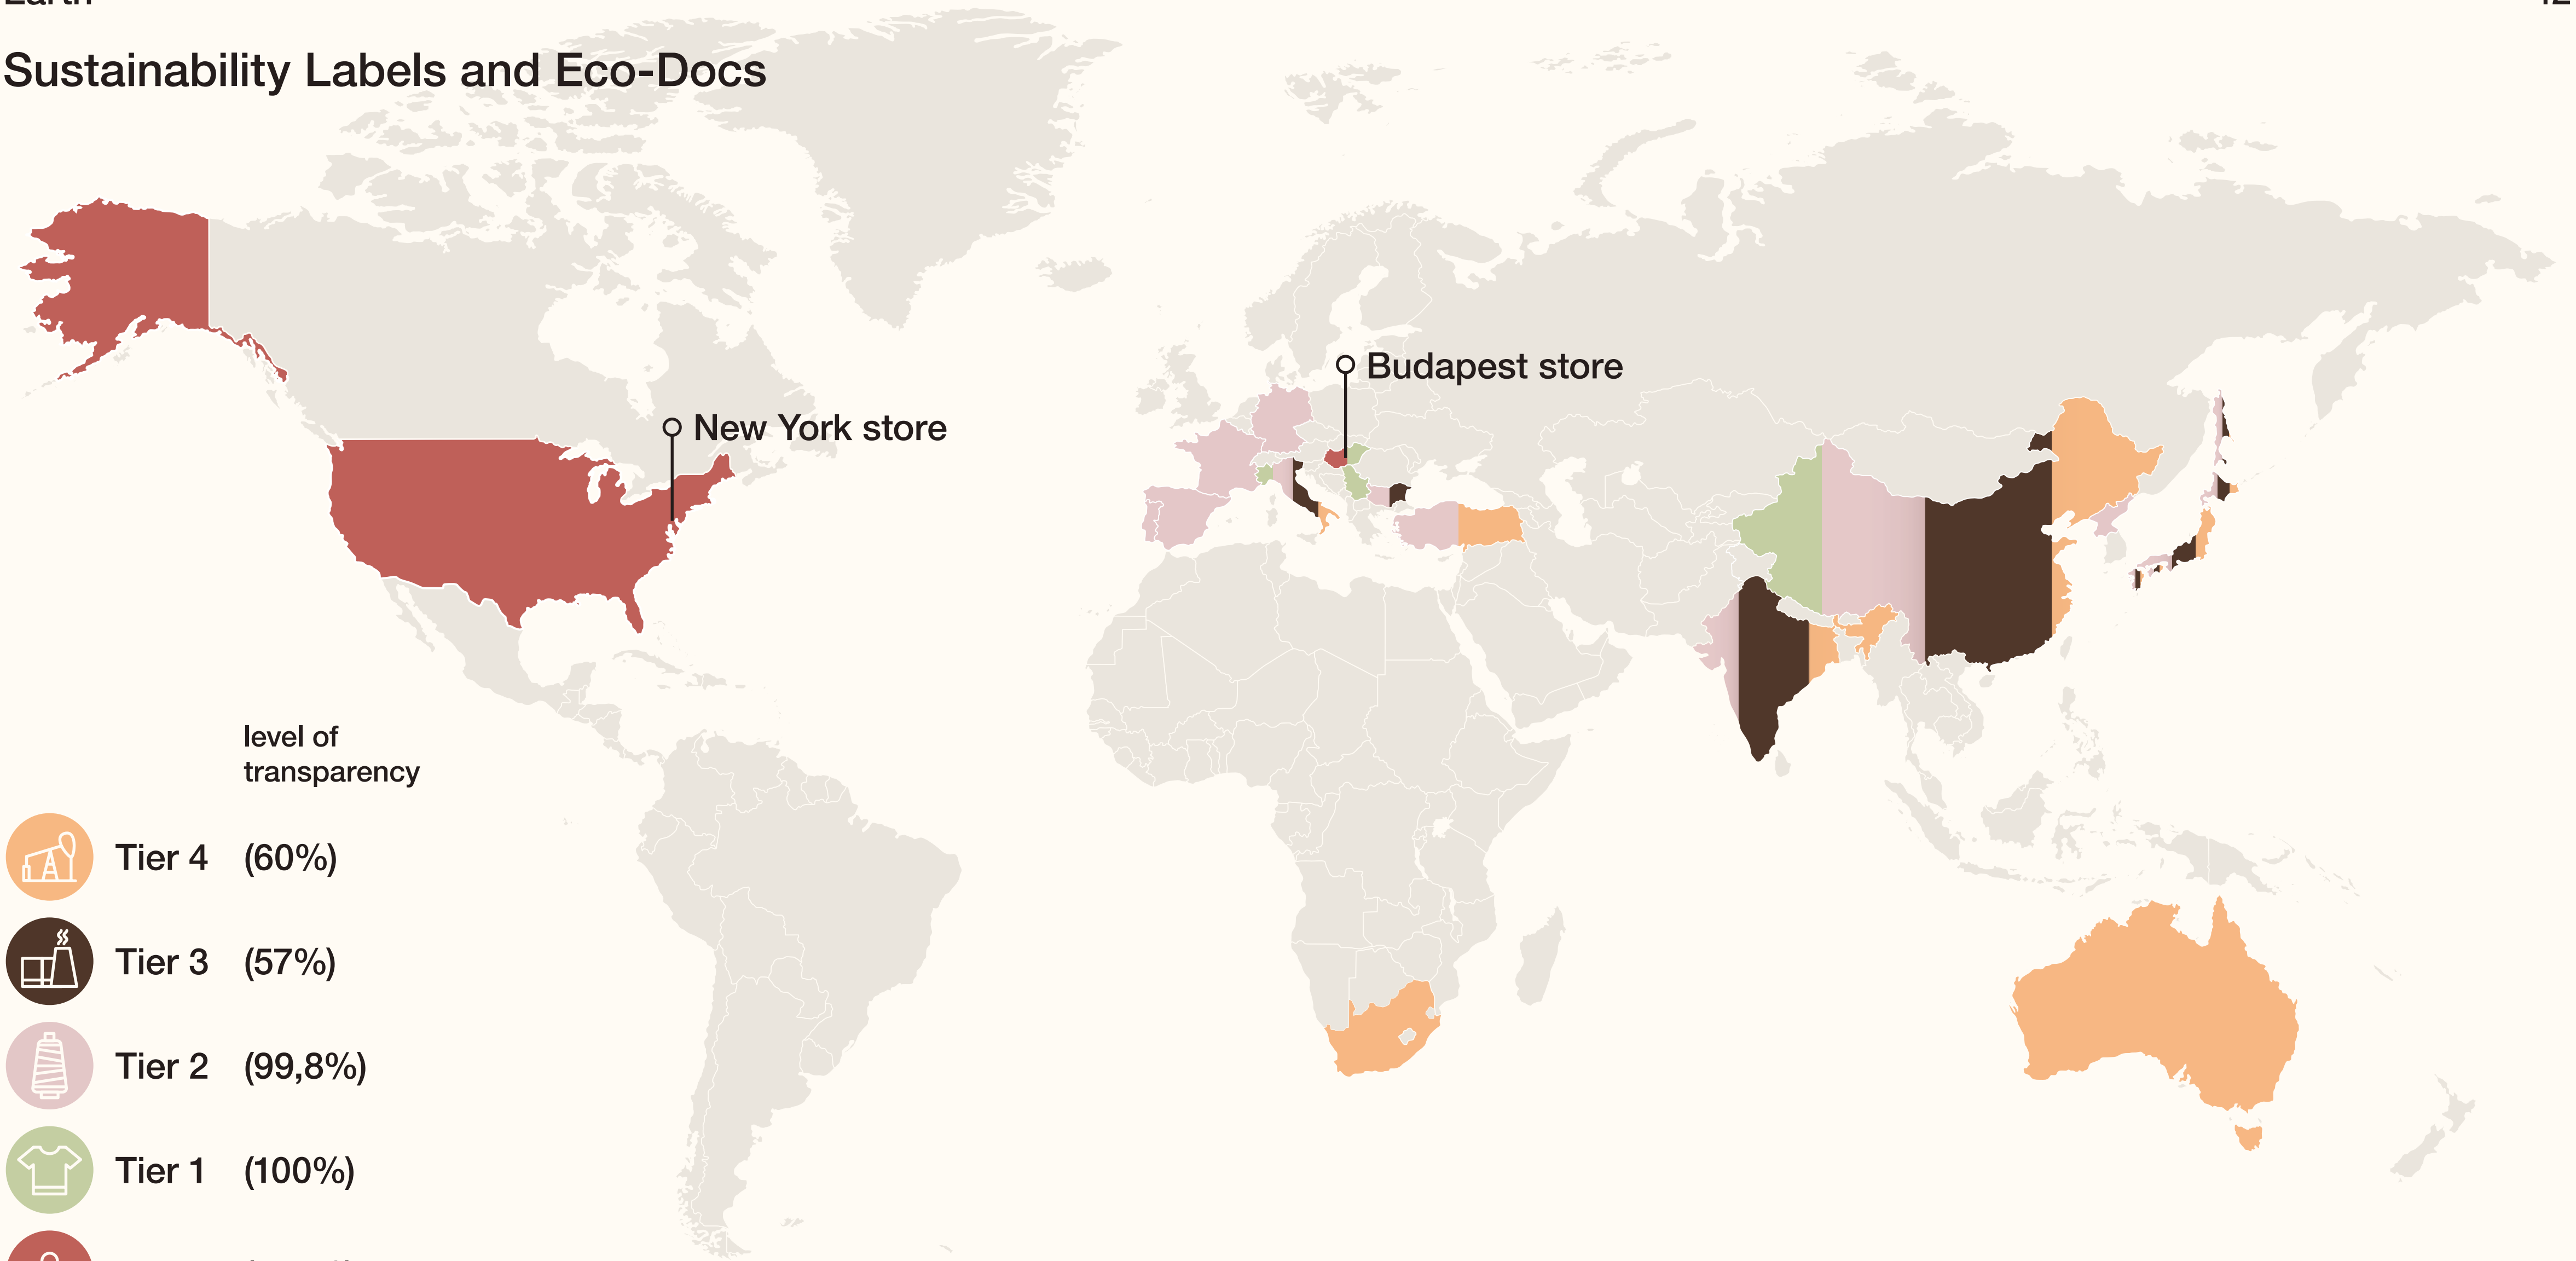 Earth
Sustainability Labels and Eco-Docs
Budapest store
New York store
level of
transparency
Tier 4 (60%)
Tier 3 (57%)
Tier 2 (99,8%)
Tier 1 (100%)